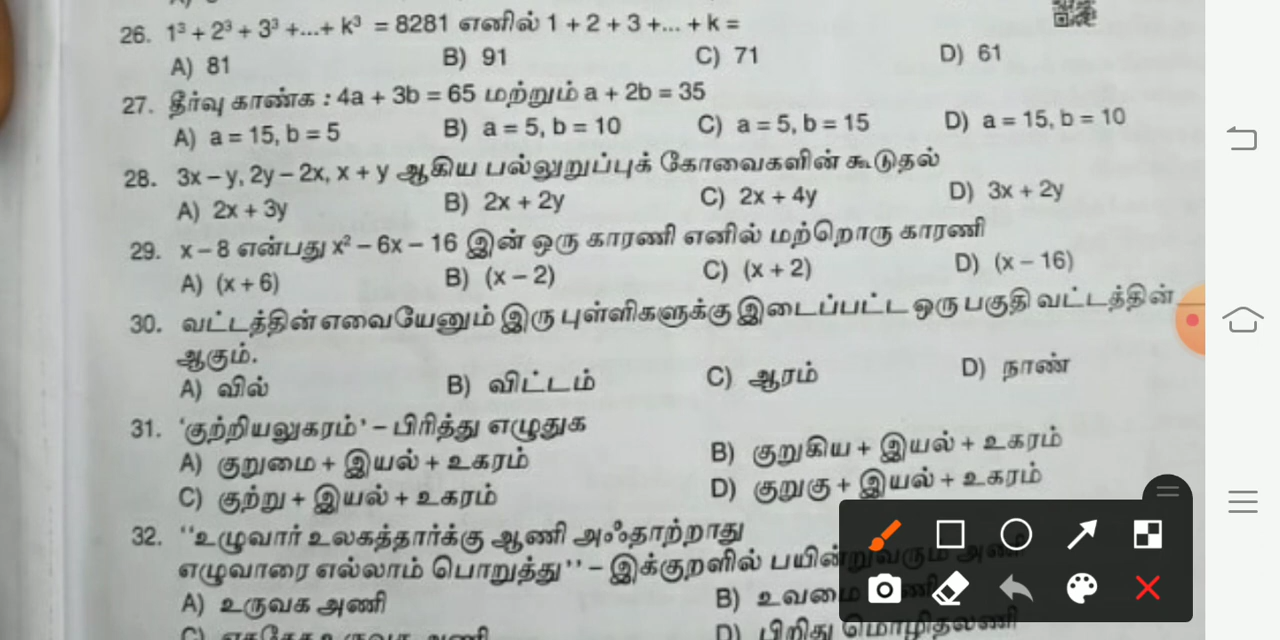 26. 1³ + 2³ + 3³ +...+ k³ = 8281 எனில் 1 + 2 + 3 +... + k =
A) 81 B) 91 C) 71 D) 61
27. தீர்வு காண்க : 4a + 3b = 65 மற்றும் a + 2b = 35
A) a = 15, b = 5 B) a = 5, b = 10 C) a = 5, b = 15 D) a = 15, b = 10
28. 3x – y, 2y – 2x, x + y ஆகிய பல்லுறுப்புக் கோவைகளின் கூடுதல்
A) 2x + 3y B) 2x + 2y C) 2x + 4y D) 3x + 2y
29. x – 8 என்பது x² – 6x – 16 இன் ஒரு காரணி எனில் மற்றொரு காரணி
A) (x + 6) B) (x – 2) C) (x + 2) D) (x – 16)
30. வட்டத்தின் எவையேனும் இரு புள்ளிகளுக்கு இடைப்பட்ட ஒரு பகுதி வட்டத்தின்
ஆகும்.
A) வில் B) விட்டம் C) ஆரம் D) நாண்
31. 'குற்றியலுகரம்' – பிரித்து எழுதுக
A) குறுமை + இயல் + உகரம் B) குறுகிய + இயல் + உகரம்
C) குற்று + இயல் + உகரம் D) குறுகு + இயல் + உகரம்
32. "உழுவார் உலகத்தார்க்கு ஆணி அஃதாற்றாது
எழுவாரை எல்லாம் பொறுத்து" – இக்குறளில் பயின்றுவரும் அணி
A) உருவக அணி B) உவமை
D) பிறிது மொழிதலணி